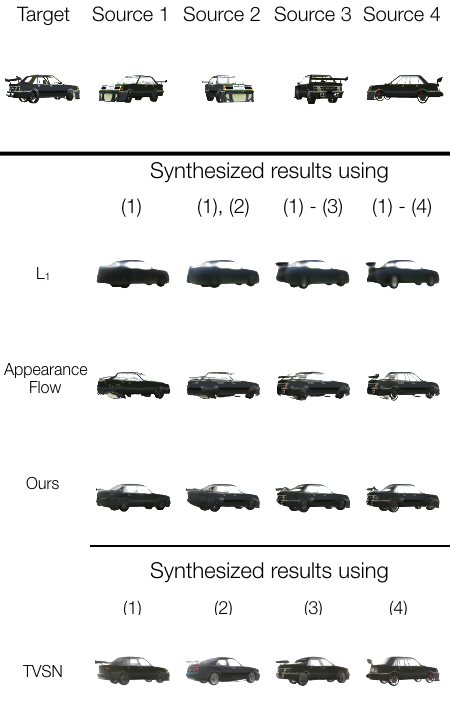 Target Source 1 Source 2 Source 3 Source 4
Synthesized results using
(1) (1), (2) (1) - (3) (1) - (4)
L₁
Appearance
Flow
Ours
Synthesized results using
(1) (2) (3) (4)
TVSN